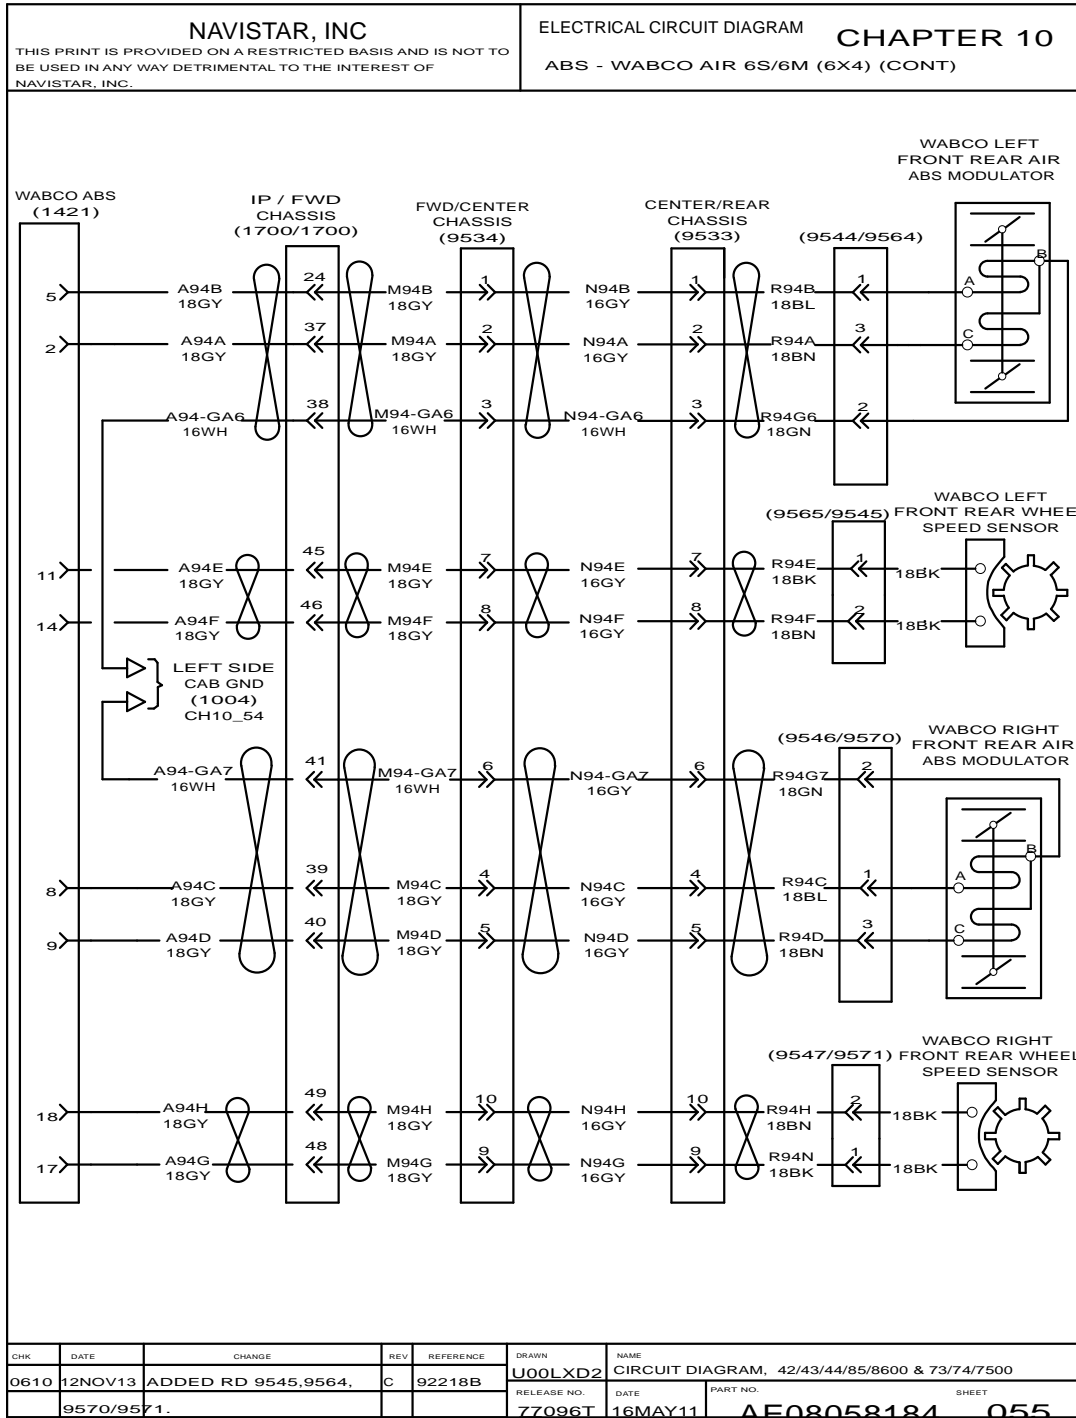 NAVISTAR, INC
THIS PRINT IS PROVIDED ON A RESTRICTED BASIS AND IS NOT TO
BE USED IN ANY WAY DETRIMENTAL TO THE INTEREST OF
NAVISTAR, INC.
ELECTRICAL CIRCUIT DIAGRAM CHAPTER 10
ABS - WABCO AIR 6S/6M (6X4) (CONT)
WABCO LEFT
FRONT REAR AIR
ABS MODULATOR
WABCO ABS
(1421)
IP / FWD
CHASSIS
(1700/1700)
FWD/CENTER
CHASSIS
(9534)
CENTER/REAR
CHASSIS
(9533)
(9544/9564)
B
5 A94B 24 M94B 1 N94B 1 R94B 1 A
18GY 18GY 16GY 18BL
2 A94A 37 M94A 2 N94A 2 R94A 3 C
18GY 18GY 16GY 18BN
A94-GA6 38 M94-GA6 3 N94-GA6 3 R94G6 2
16WH 16WH 16WH 18GN
WABCO LEFT
(9565/9545) FRONT REAR WHEE
SPEED SENSOR
11 A94E 45 M94E 7 N94E 7 R94E 1 18BK
18GY 18GY 16GY 18BK
14 A94F 46 M94F 8 N94F 8 R94F 2 18BK
18GY 18GY 16GY 18BN
LEFT SIDE
CAB GND
(1004)
CH10_54
WABCO RIGHT
(9546/9570) FRONT REAR AIR
ABS MODULATOR
A94-GA7 41 M94-GA7 6 N94-GA7 6 R94G7 2
16WH 16WH 16GY 18GN
B
8 A94C 39 M94C 4 N94C 4 R94C 1 A
18GY 18GY 16GY 18BL
9 A94D 40 M94D 5 N94D 5 R94D 3 C
18GY 18GY 16GY 18BN
WABCO RIGHT
(9547/9571) FRONT REAR WHEEL
SPEED SENSOR
18 A94H 49 M94H 10 N94H 10 R94H 2 18BK
18GY 18GY 16GY 18BN
17 A94G 48 M94G 9 N94G 9 R94N 1 18BK
18GY 18GY 16GY 18BK
CHK DATE CHANGE REV REFERENCE DRAWN NAME
0610 12NOV13 ADDED RD 9545,9564, C 92218B U00LXD2 CIRCUIT DIAGRAM, 42/43/44/85/8600 & 73/74/7500
9570/9571.
RELEASE NO. DATE PART NO. SHEET
77096T 16MAY11 AE08058184 055